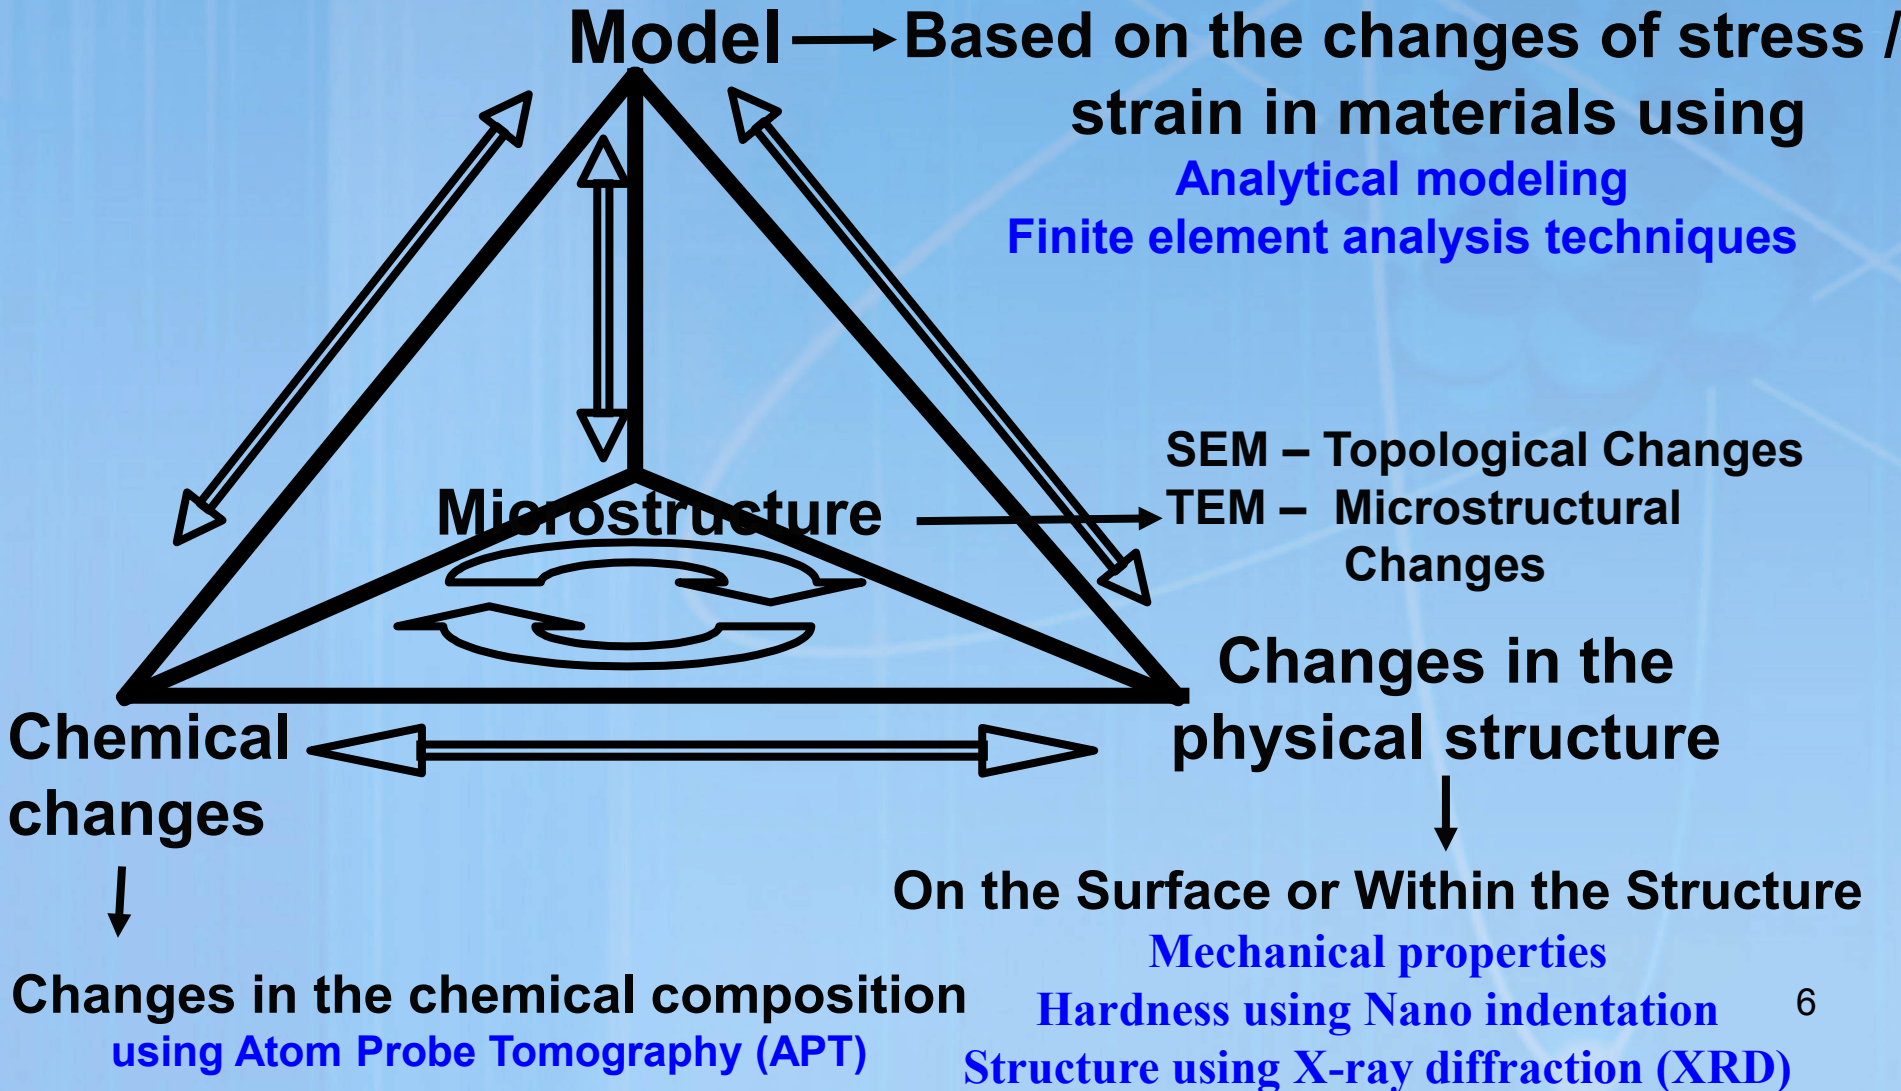 Model
Based on the changes of stress /
strain in materials using
Analytical modeling
Finite element analysis techniques
SEM – Topological Changes
TEM – Microstructural
Changes
Microstructure
Changes in the
physical structure
Chemical
changes
On the Surface or Within the Structure
Mechanical properties
Hardness using Nano indentation
Structure using X-ray diffraction (XRD)
Changes in the chemical composition
using Atom Probe Tomography (APT)
6